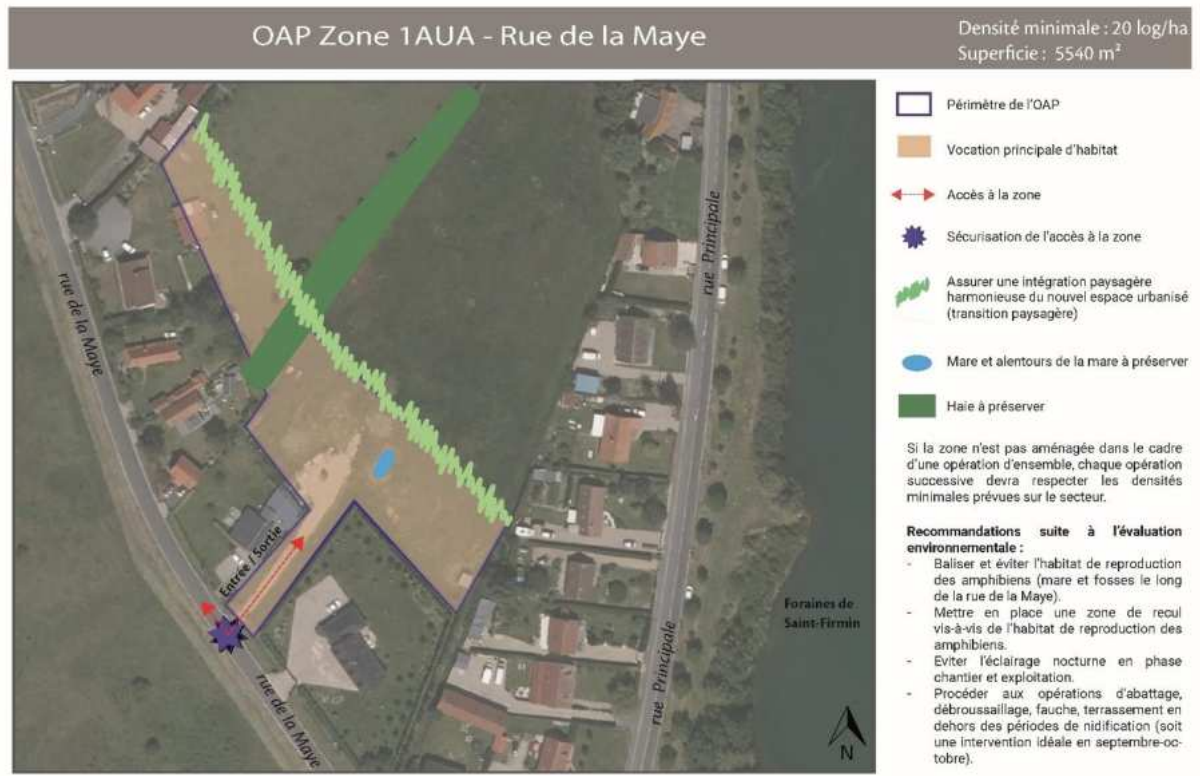 OAP Zone 1AUA - Rue de la Maye
Densité minimale : 20 log/ha
Superficie : 5540 m²
rue de la Maye
rue Principale
Entrée / Sortie
rue de la Maye
rue Principale
Foraines de
Saint-Firmin
N
Périmètre de l'OAP
Vocation principale d'habitat
Accès à la zone
Sécurisation de l'accès à la zone
Assurer une intégration paysagère
harmonieuse du nouvel espace urbanisé
(transition paysagère)
Mare et alentours de la mare à préserver
Haie à préserver
Si la zone n'est pas aménagée dans le cadre
d'une opération d'ensemble, chaque opération
successive devra respecter les densités
minimales prévues sur le secteur.
Recommandations suite à l'évaluation
environnementale :
- Baliser et éviter l'habitat de reproduction
des amphibiens (mare et fosses le long
de la rue de la Maye).
- Mettre en place une zone de recul
vis-à-vis de l'habitat de reproduction des
amphibiens.
- Eviter l'éclairage nocturne en phase
chantier et exploitation.
- Procéder aux opérations d'abattage,
débroussaillage, fauche, terrassement en
dehors des périodes de nidification (soit
une intervention idéale en septembre-oc-
tobre).